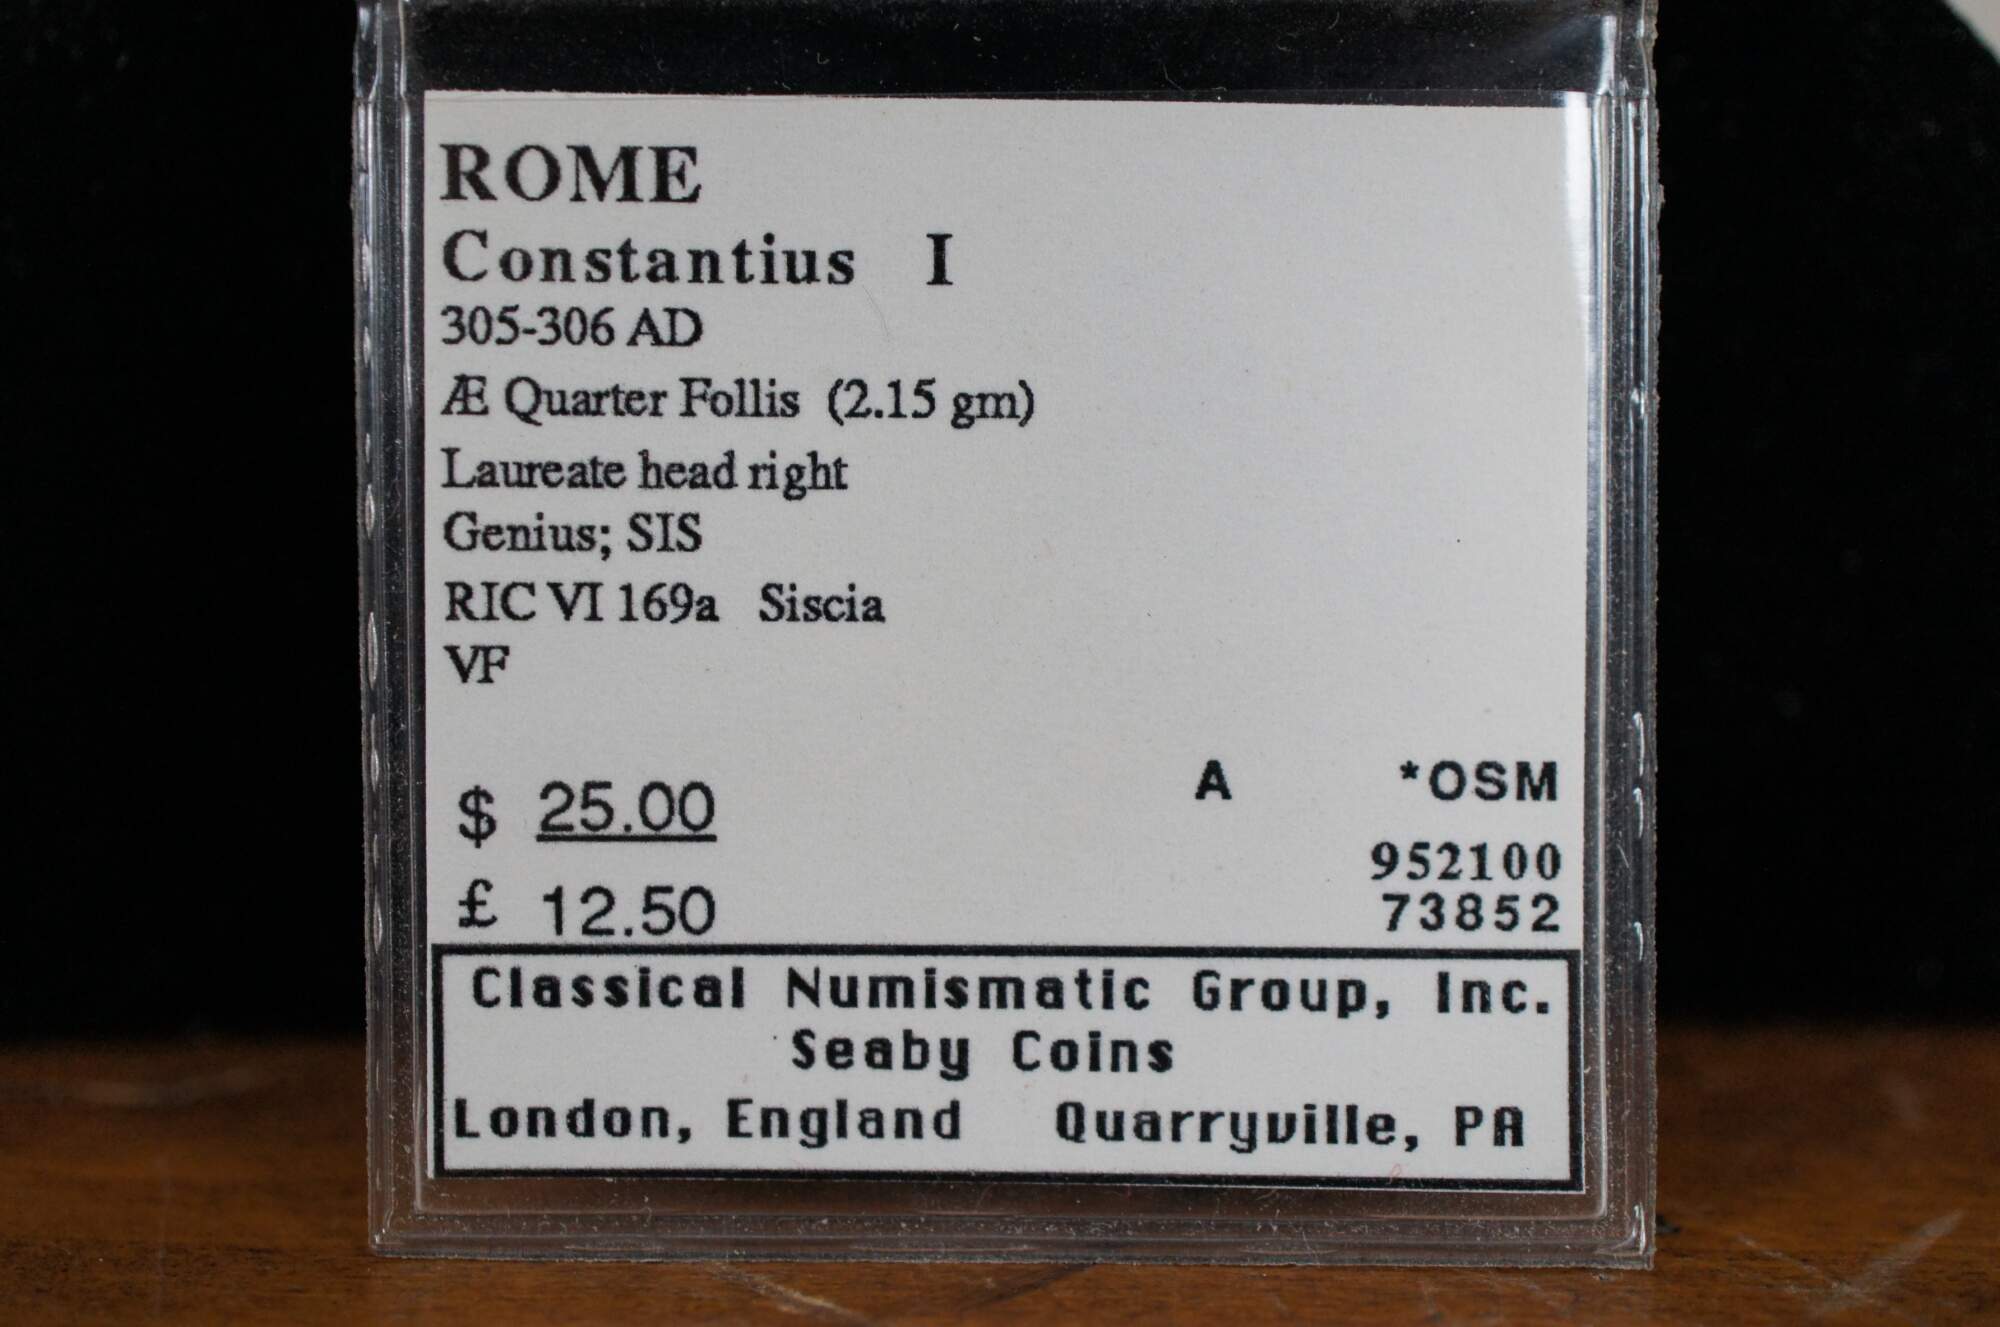 ROME
Constantius I
305-306 AD
Æ Quarter Follis (2.15 gm)
Laureate head right
Genius; SIS
RIC VI 169a Siscia
VF
$ 25.00
A *OSM
952100
£ 12.50
73852
Classical Numismatic Group, Inc.
Seaby Coins
London, England Quarryville, PA